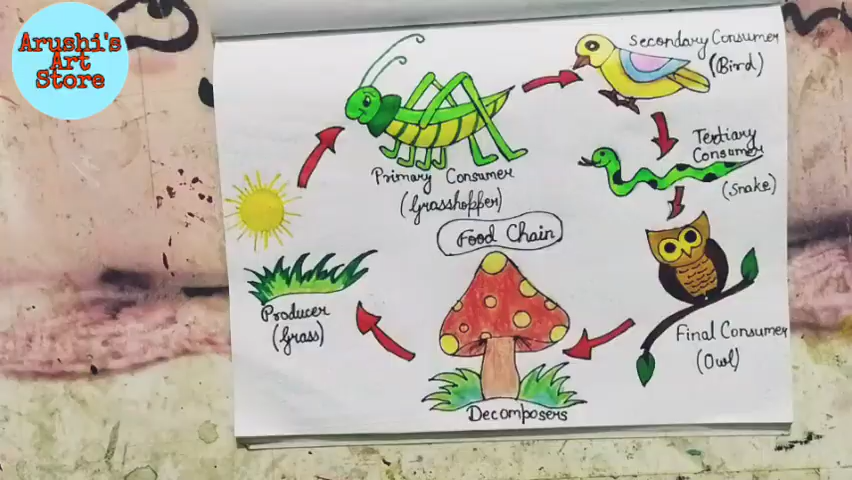 Arushi's
Art
Store
Secondary Consumer
(Bird)
Primary Consumer
(Grasshopper)
Tertiary
Consumer
(Snake)
Food Chain
Producer
(Grass)
Final Consumer
(Owl)
Decomposers